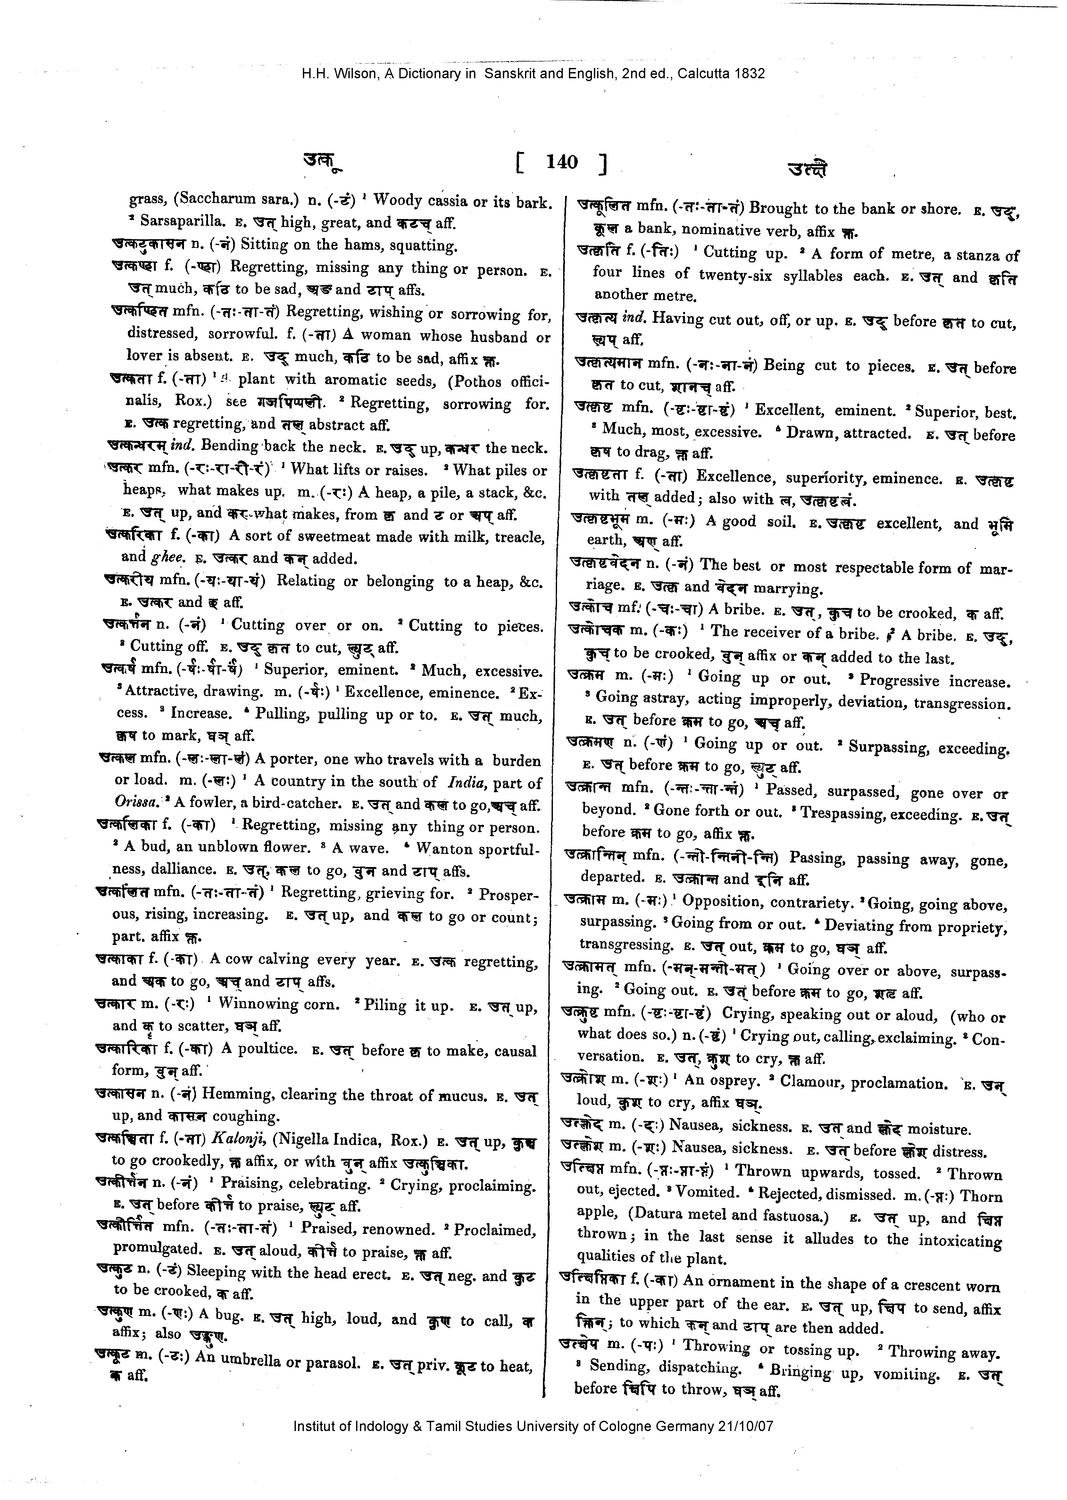 H.H. Wilson, A Dictionary in Sanskrit and English, 2nd ed., Calcutta 1832
उत्कू [ 140 ] उत्क्षे
grass, (Saccharum sara.) n. (-टं) ¹ Woody cassia or its bark.
² Sarsaparilla. E. उत् high, great, and कटच् aff.
उत्कटुकासन n. (-नं) Sitting on the hams, squatting.
उत्कण्ठा f. (-ण्ठा) Regretting, missing any thing or person. E.
उत् much, कठि to be sad, अङ and टाप् affs.
उत्कण्ठित mfn. (-तः-ता-तं) Regretting, wishing or sorrowing for,
distressed, sorrowful. f. (-ता) A woman whose husband or
lover is absent. E. उद् much, कठि to be sad, affix क्त.
उत्कता f. (-ता) ¹ A plant with aromatic seeds, (Pothos offici-
nalis, Rox.) see गजपिप्पली. ² Regretting, sorrowing for.
E. उत्क regretting, and तल् abstract aff.
उत्कन्धरम् ind. Bending back the neck. E. उद् up, कन्धर the neck.
उत्कर mfn. (-रः-रा-री-रं) ¹ What lifts or raises. ² What piles or
heaps, what makes up. m. (-रः) A heap, a pile, a stack, &c.
E. उत् up, and कर what makes, from कृ and ट or अप् aff.
उत्करिका f. (-का) A sort of sweetmeat made with milk, treacle,
and ghee. E. उत्कर and कन् added.
उत्करीय mfn. (-यः-या-यं) Relating or belonging to a heap, &c.
E. उत्कर and छ aff.
उत्कर्त्तन n. (-नं) ¹ Cutting over or on. ² Cutting to pieces.
³ Cutting off. E. उद् कृत to cut, ल्युट् aff.
उत्कर्ष mfn. (-र्षः-र्षा-र्षं) ¹ Superior, eminent. ² Much, excessive.
³ Attractive, drawing. m. (-र्षः) ¹ Excellence, eminence. ² Ex-
cess. ³ Increase. ⁴ Pulling, pulling up or to. E. उत् much,
कृष to mark, घञ् aff.
उत्कल mfn. (-लः-ला-लं) A porter, one who travels with a burden
or load. m. (-लः) ¹ A country in the south of India, part of
Orissa. ² A fowler, a bird-catcher. E. उत् and कल to go, अच् aff.
उत्कलिका f. (-का) ¹ Regretting, missing any thing or person.
² A bud, an unblown flower. ³ A wave. ⁴ Wanton sportful-
ness, dalliance. E. उत्, कल to go, वुन and टाप् affs.
उत्कलित mfn. (-तः-ता-तं) ¹ Regretting, grieving for. ² Prosper-
ous, rising, increasing. E. उत् up, and कल to go or count;
part. affix क्त.
उत्काका f. (-का) A cow calving every year. E. उत्क regretting,
and अक to go, अच् and टाप् affs.
उत्कार m. (-रः) ¹ Winnowing corn. ² Piling it up. E. उत् up,
and कॄ to scatter, घञ् aff.
उत्कारिका f. (-का) A poultice. E. उत् before कृ to make, causal
form, वुन् aff.
उत्कासन n. (-नं) Hemming, clearing the throat of mucus. E. उत्
up, and कासन coughing.
उत्कुञ्चिता f. (-ता) Kalonji, (Nigella Indica, Rox.) E. उत् up, कुञ्च
to go crookedly, क्त affix, or with वुन् affix उत्कुञ्चिका.
उत्कीर्त्तन n. (-नं) ¹ Praising, celebrating. ² Crying, proclaiming.
E. उत् before कीर्त्त to praise, ल्युट् aff.
उत्कीर्त्तित mfn. (-तः-ता-तं) ¹ Praised, renowned. ² Proclaimed,
promulgated. E. उत् aloud, कीर्त्त to praise, क्त aff.
उत्कुट n. (-टं) Sleeping with the head erect. E. उत् neg. and कुट
to be crooked, क aff.
उत्कुण m. (-णः) A bug. E. उत् high, loud, and कुण to call, क
affix; also उङ्कुण.
उत्कूट m. (-टः) An umbrella or parasol. E. उत् priv. कूट to heat,
क aff.
उत्कूलित mfn. (-तः-ता-तं) Brought to the bank or shore. E. उद्,
कूल a bank, nominative verb, affix क्त.
उत्कृति f. (-तिः) ¹ Cutting up. ² A form of metre, a stanza of
four lines of twenty-six syllables each. E. उत् and कृति
another metre.
उत्कृत्य ind. Having cut out, off, or up. E. उद् before कृत to cut,
ल्यप् aff.
उत्कृत्यमान mfn. (-नः-ना-नं) Being cut to pieces. E. उत् before
कृत to cut, शानच् aff.
उत्कृष्ट mfn. (-ष्टः-ष्टा-ष्टं) ¹ Excellent, eminent. ² Superior, best.
³ Much, most, excessive. ⁴ Drawn, attracted. E. उत् before
कृष to drag, क्त aff.
उत्कृष्टता f. (-ता) Excellence, superiority, eminence. E. उत्कृष्ट
with तल् added; also with त्व, उत्कृष्टत्वं.
उत्कृष्टभूम m. (-मः) A good soil. E. उत्कृष्ट excellent, and भूमि
earth, अण् aff.
उत्कृष्टवेदन n. (-नं) The best or most respectable form of mar-
riage. E. उत्कृष्ट and वेदन marrying.
उत्कोच mf. (-चः-चा) A bribe. E. उत्, कुच to be crooked, क aff.
उत्कोचक m. (-कः) ¹ The receiver of a bribe. ² A bribe. E. उद्,
कुच् to be crooked, वुन् affix or कन् added to the last.
उत्क्रम m. (-मः) ¹ Going up or out. ² Progressive increase.
³ Going astray, acting improperly, deviation, transgression.
E. उत् before क्रम to go, अच् aff.
उत्क्रमण n. (-णं) ¹ Going up or out. ² Surpassing, exceeding.
E. उत् before क्रम to go, ल्युट् aff.
उत्क्रान्त mfn. (-न्तः-न्ता-न्तं) ¹ Passed, surpassed, gone over or
beyond. ² Gone forth or out. ³ Trespassing, exceeding. E. उत्
before क्रम to go, affix क्त.
उत्क्रान्तिन् mfn. (-न्ती-न्तिनी-न्ति) Passing, passing away, gone,
departed. E. उत्क्रान्त and इनि aff.
उत्क्राम m. (-मः) ¹ Opposition, contrariety. ² Going, going above,
surpassing. ³ Going from or out. ⁴ Deviating from propriety,
transgressing. E. उत् out, क्रम to go, घञ् aff.
उत्क्रामत् mfn. (-मन्-मन्ती-मत्) ¹ Going over or above, surpass-
ing. ² Going out. E. उत् before क्रम to go, शतृ aff.
उत्क्रुष्ट mfn. (-ष्टः-ष्टा-ष्टं) Crying, speaking out or aloud, (who or
what does so.) n. (-ष्टं) ¹ Crying out, calling, exclaiming. ² Con-
versation. E. उत्, क्रुश to cry, क्त aff.
उत्क्रोश m. (-शः) ¹ An osprey. ² Clamour, proclamation. E. उत्
loud, क्रुश to cry, affix घञ्.
उत्क्लेद m. (-दः) Nausea, sickness. E. उत् and क्लेद moisture.
उत्क्लेश m. (-शः) Nausea, sickness. E. उत् before क्लेश distress.
उत्क्षिप्त mfn. (-प्तः-प्ता-प्तं) ¹ Thrown upwards, tossed. ² Thrown
out, ejected. ³ Vomited. ⁴ Rejected, dismissed. m. (-प्तः) Thorn
apple, (Datura metel and fastuosa.) E. उत् up, and क्षिप्त
thrown; in the last sense it alludes to the intoxicating
qualities of the plant.
उत्क्षिप्तिका f. (-का) An ornament in the shape of a crescent worn
in the upper part of the ear. E. उत् up, क्षिप to send, affix
क्तिन्; to which कन् and टाप् are then added.
उत्क्षेप m. (-पः) ¹ Throwing or tossing up. ² Throwing away.
³ Sending, dispatching. ⁴ Bringing up, vomiting. E. उत्
before क्षिपि to throw, घञ् aff.
Institut of Indology & Tamil Studies University of Cologne Germany 21/10/07